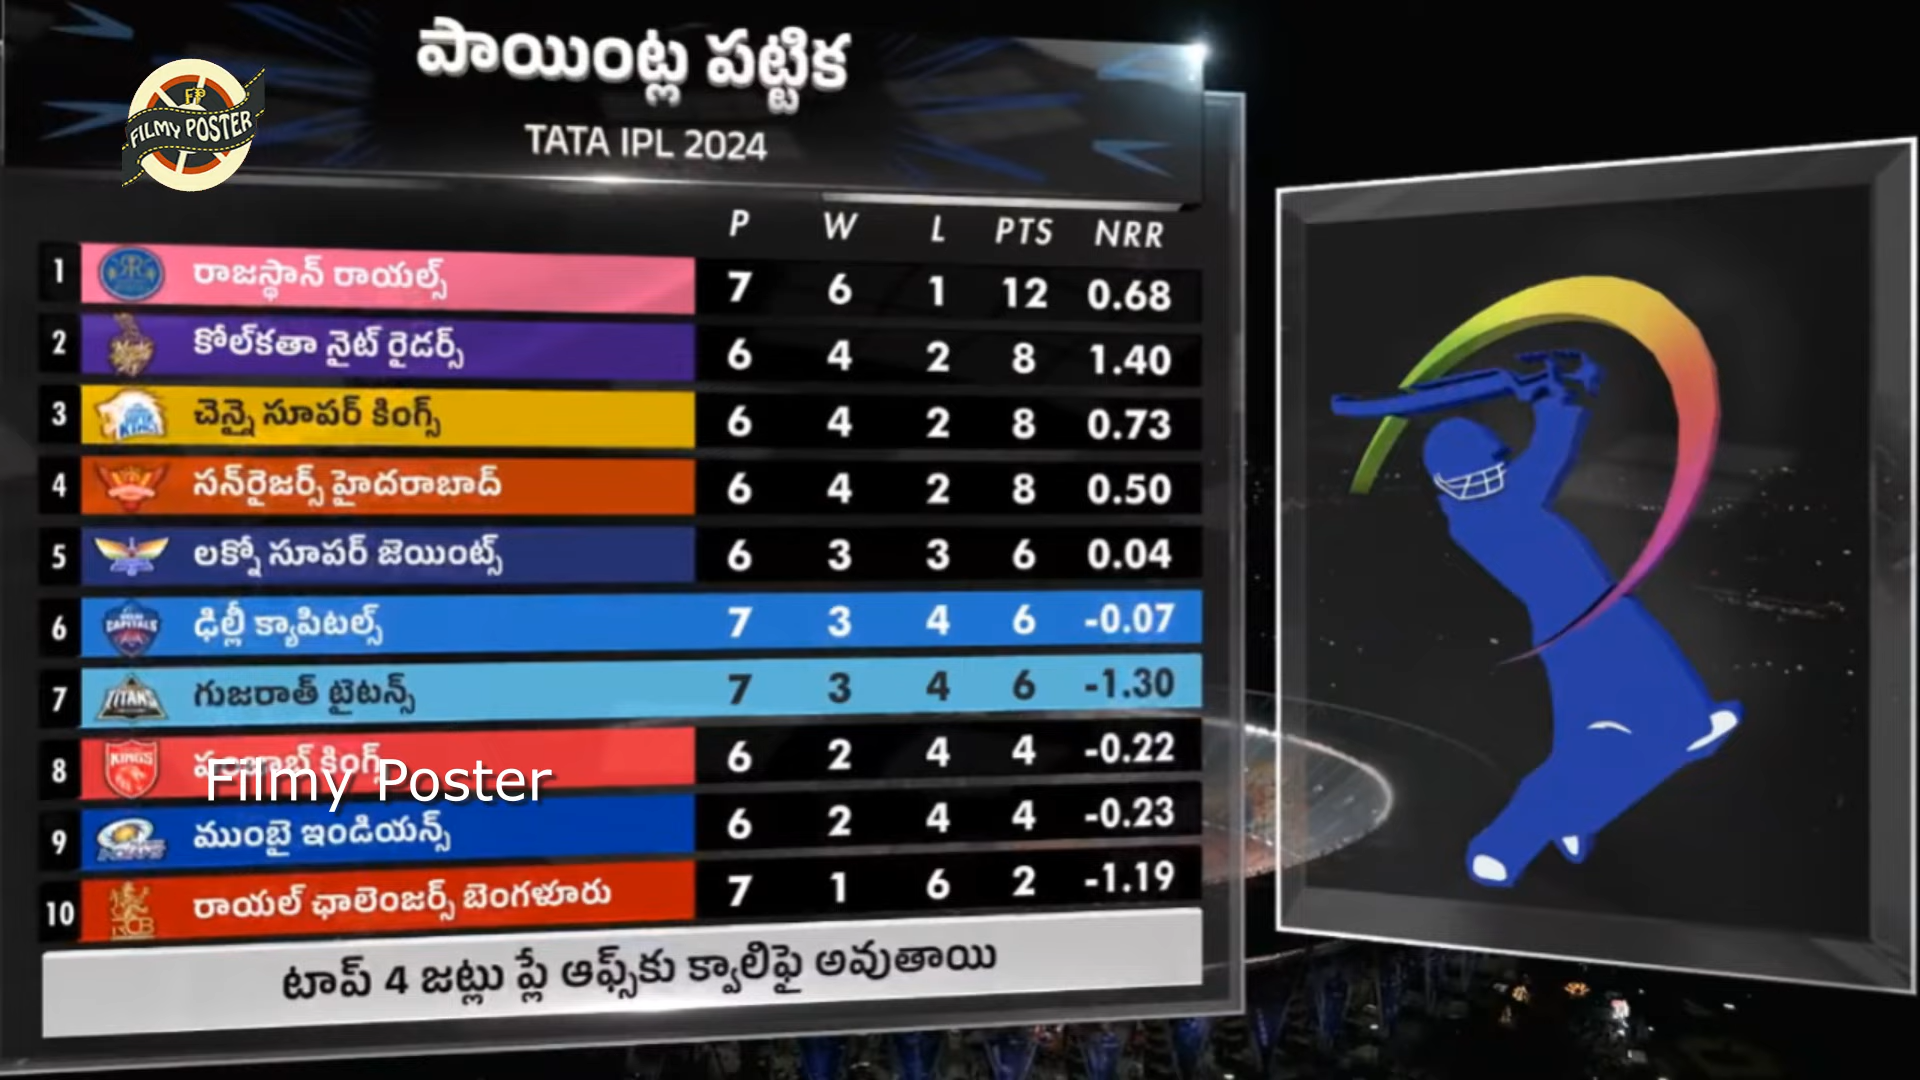 పాయింట్ల పట్టిక
TATA IPL 2024
FP
FILMY POSTER
P W L PTS NRR
1 రాజస్థాన్ రాయల్స్ 7 6 1 12 0.68
2 కోల్‌కతా నైట్ రైడర్స్ 6 4 2 8 1.40
3 చెన్నై సూపర్ కింగ్స్ 6 4 2 8 0.73
4 సన్‌రైజర్స్ హైదరాబాద్ 6 4 2 8 0.50
5 లక్నో సూపర్ జెయింట్స్ 6 3 3 6 0.04
6 CAPITALS ఢిల్లీ క్యాపిటల్స్ 7 3 4 6 -0.07
7 TITANS గుజరాత్ టైటన్స్ 7 3 4 6 -1.30
8 KINGS కింగ్స్ 6 2 4 4 -0.22
Filmy Poster
9 ముంబై ఇండియన్స్ 6 2 4 4 -0.23
10 RCB రాయల్ ఛాలెంజర్స్ బెంగళూరు 7 1 6 2 -1.19
టాప్ 4 జట్లు ప్లే ఆఫ్స్‌కు క్వాలిఫై అవుతాయి